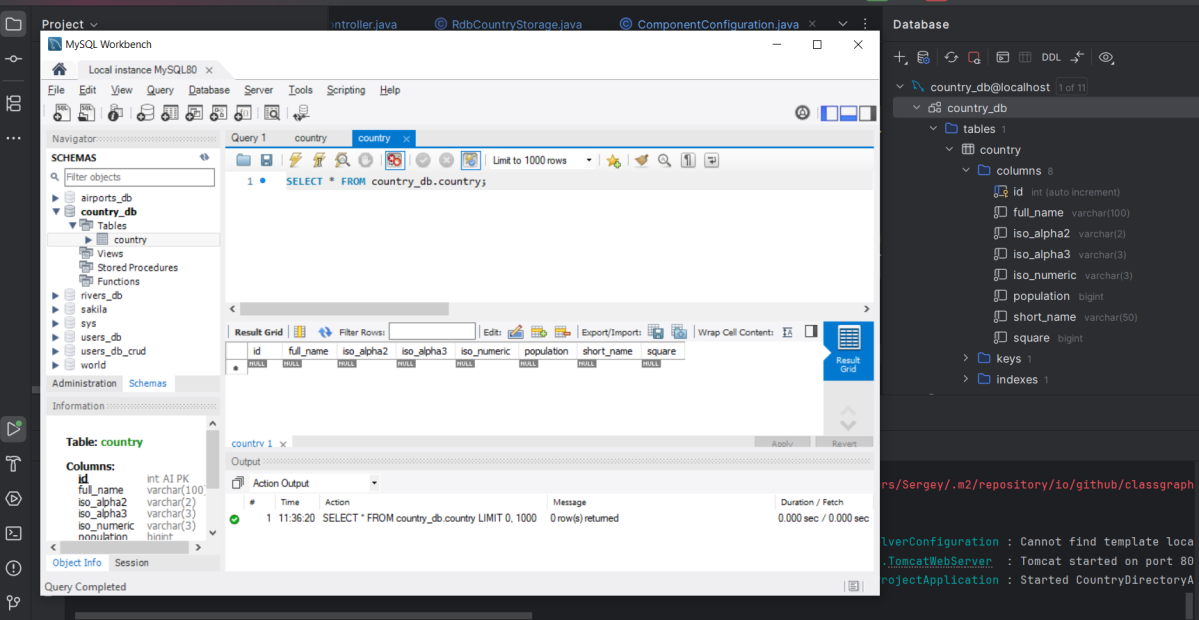 Project
ntroller.java
RdbCountryStorage.java
ComponentConfiguration.java
Database
MySQL Workbench
Local instance MySQL80
File Edit View Query Database Server Tools Scripting Help
Navigator
SCHEMAS
Filter objects
airports_db
country_db
Tables
country
Views
Stored Procedures
Functions
rivers_db
sakila
sys
users_db
users_db_crud
world
Administration Schemas
Information
Table: country
Columns:
id int AI PK
full_name varchar(100)
iso_alpha2 varchar(2)
iso_alpha3 varchar(3)
iso_numeric varchar(3)
population bigint
Object Info Session
Query Completed
Query 1 country country
Limit to 1000 rows
1 SELECT * FROM country_db.country;
Result Grid Filter Rows: Edit: Export/Import: Wrap Cell Content:
id full_name iso_alpha2 iso_alpha3 iso_numeric population short_name square
NULL NULL NULL NULL NULL NULL NULL NULL
Result
Grid
country 1 Apply Revert
Output
Action Output
# Time Action Message Duration / Fetch
1 11:36:20 SELECT * FROM country_db.country LIMIT 0, 1000 0 row(s) returned 0.000 sec / 0.000 sec
DDL
country_db@localhost 1 of 11
country_db
tables 1
country
columns 8
id int (auto increment)
full_name varchar(100)
iso_alpha2 varchar(2)
iso_alpha3 varchar(3)
iso_numeric varchar(3)
population bigint
short_name varchar(50)
square bigint
keys 1
indexes 1
rs/Sergey/.m2/repository/io/github/classgraph
lverConfiguration : Cannot find template loca
.TomcatWebServer : Tomcat started on port 80
rojectApplication : Started CountryDirectoryA